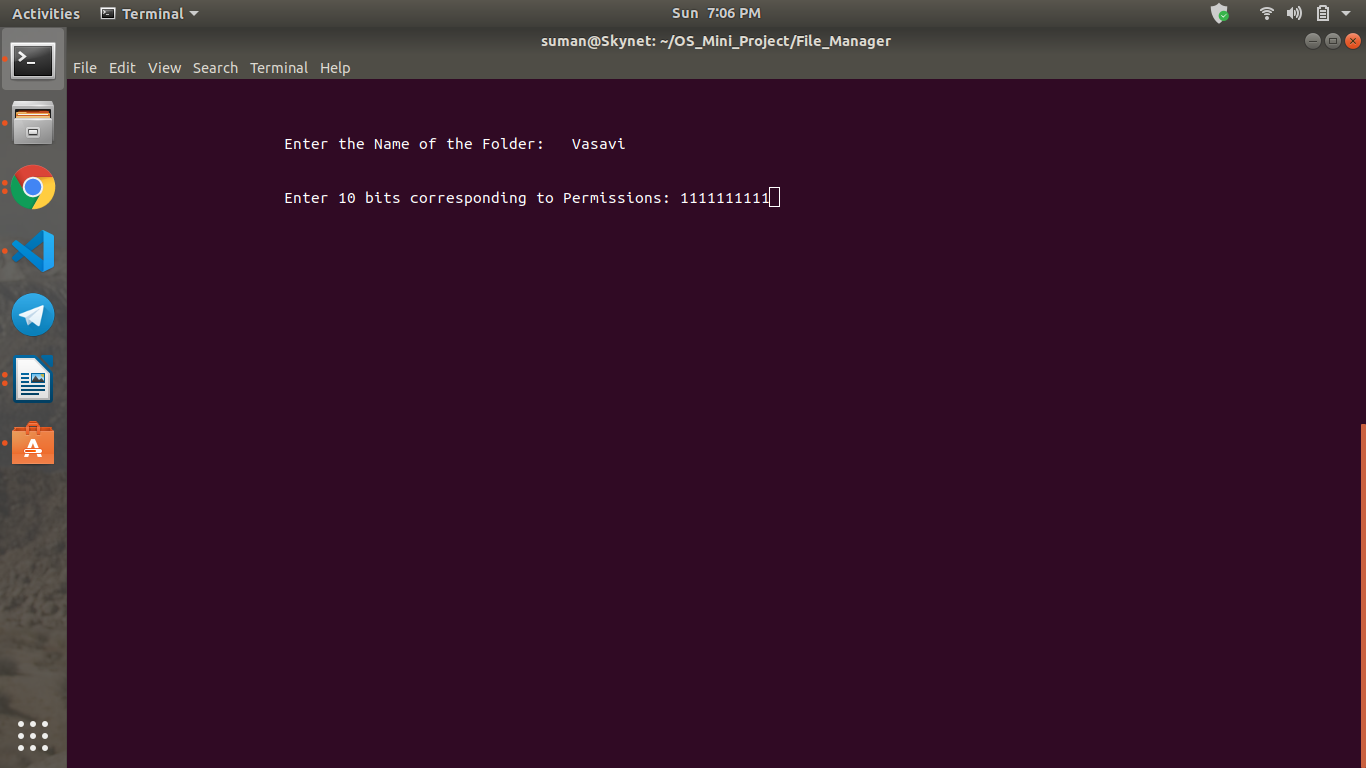 Activities Terminal Sun 7:06 PM
suman@Skynet: ~/OS_Mini_Project/File_Manager
File Edit View Search Terminal Help
Enter the Name of the Folder: Vasavi
Enter 10 bits corresponding to Permissions: 1111111111